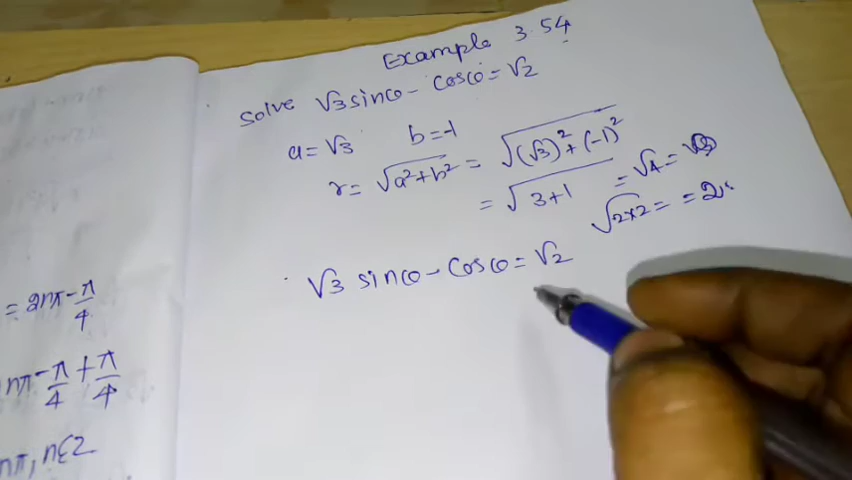 = 2nπ - π/4
nπ - π/4 + π/4
nπ, n∈Z
Example 3.54
Solve √3 sinθ - cosθ = √2
a = √3 b = -1
r = √a²+b² = √(√3)²+(-1)²
= √3+1 = √4 =
√2×2 = = 2
√3 sinθ - cosθ = √2